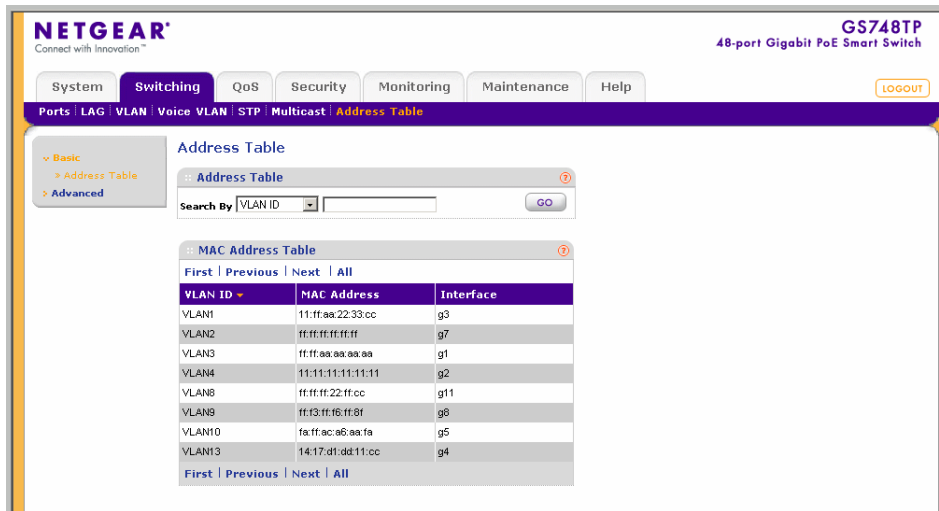 NETGEAR®
Connect with Innovation™
GS748TP
48-port Gigabit PoE Smart Switch
System Switching QoS Security Monitoring Maintenance Help LOGOUT
Ports LAG VLAN Voice VLAN STP Multicast Address Table
Basic
Address Table
Advanced
Address Table
Address Table ?
Search By VLAN ID GO
MAC Address Table ?
First Previous Next All
VLAN ID MAC Address Interface
VLAN1 11:ff:aa:22:33:cc g3
VLAN2 ff:ff:ff:ff:ff:ff g7
VLAN3 ff:ff:aa:aa:aa:aa g1
VLAN4 11:11:11:11:11:11 g2
VLAN8 ff:ff:ff:22:ff:cc g11
VLAN9 ff:f3:ff:f6:ff:8f g8
VLAN10 fa:ff:ac:a6:aa:fa g5
VLAN13 14:17:d1:dd:11:cc g4
First Previous Next All